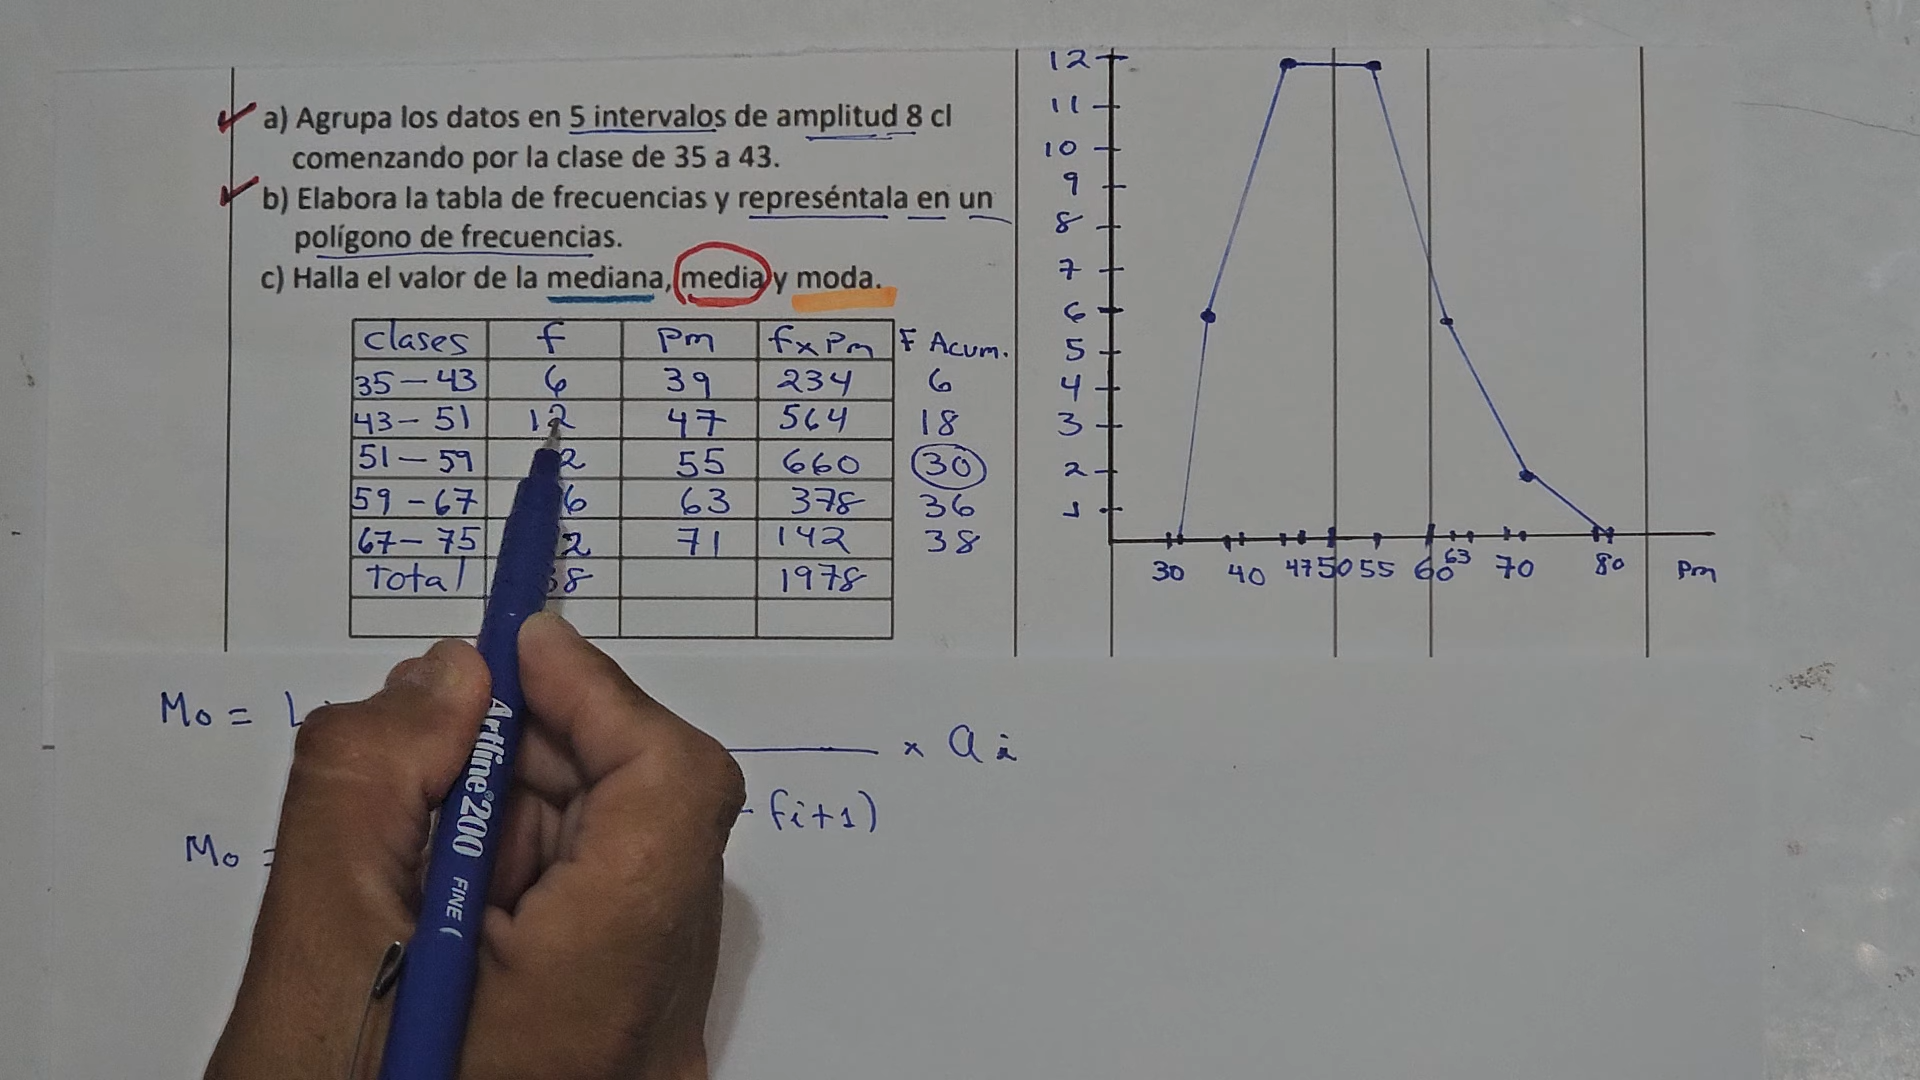 a) Agrupa los datos en 5 intervalos de amplitud 8 cl
comenzando por la clase de 35 a 43.
b) Elabora la tabla de frecuencias y represéntala en un
polígono de frecuencias.
c) Halla el valor de la mediana, media y moda.
clases f Pm fxPm F Acum.
35-43 6 39 234 6
43-51 12 47 564 18
51-59 2 55 660 30
59-67 6 63 378 36
67-75 2 71 142 38
Total 8 1978
12
11
10
9
8
7
6
5
4
3
2
1
30 40 47 50 55 60 63 70 80 Pm
Mo = L
x ai
fi+1)
Mo =
Artline 200 FINE (